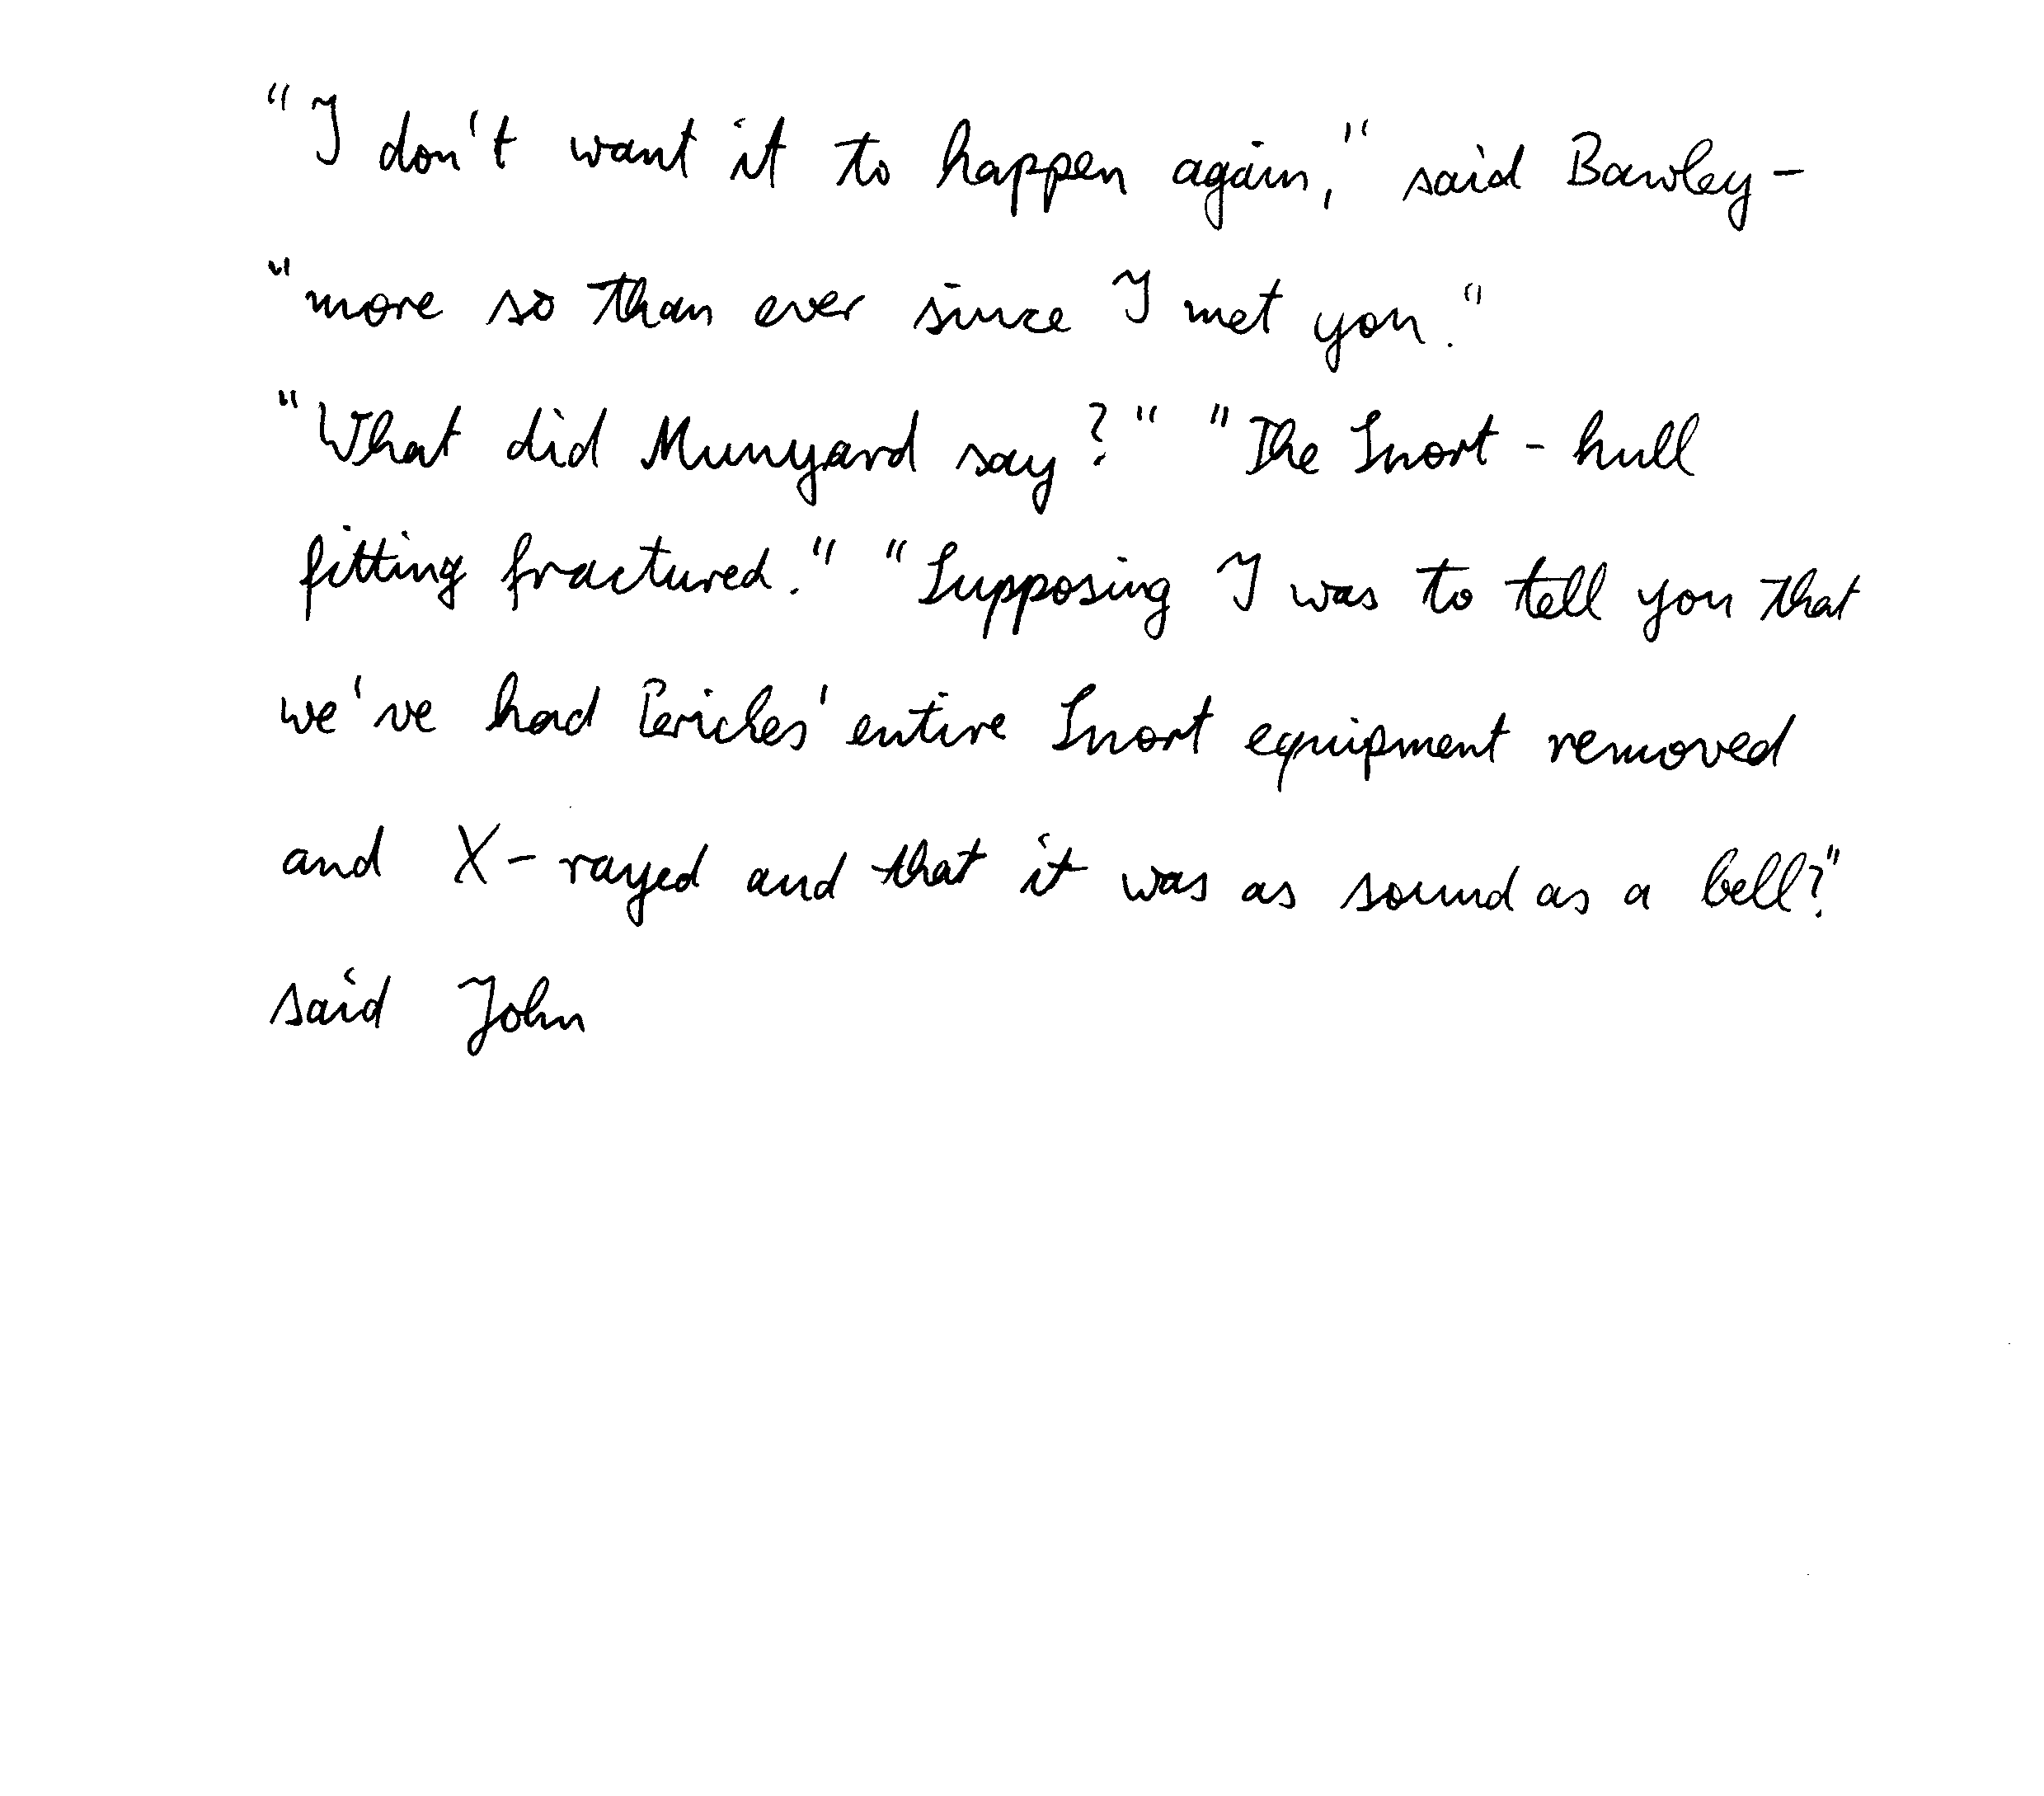 "I don't want it to happen again," said Bawley -
"more so than ever since I met you."
"What did Munyard say?" "The Snort - hull
fitting fractured." "Supposing I was to tell you that
we've had Pericles' entire Snort equipment removed
and X-rayed and that it was as sound as a bell?"
said John